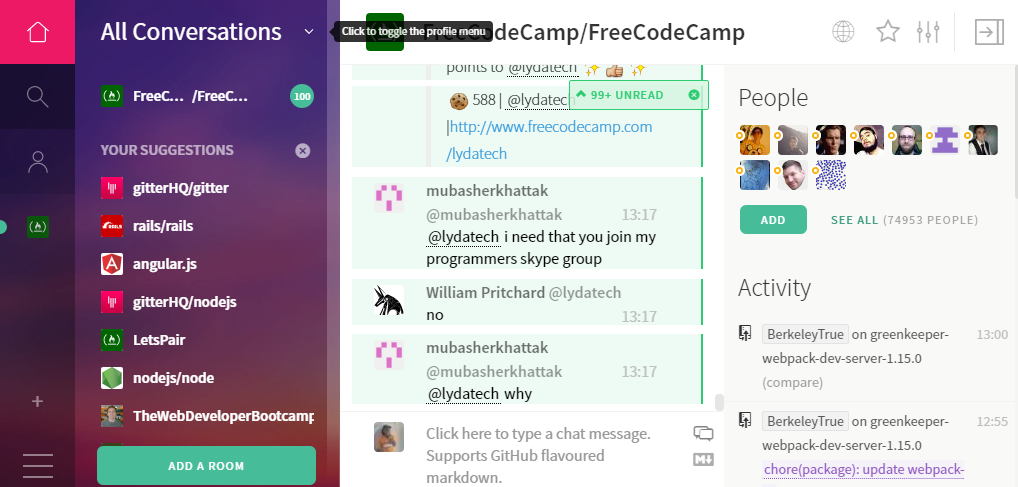 All Conversations
Click to toggle the profile menu
FreeC... /FreeC...
100
YOUR SUGGESTIONS
gitterHQ/gitter
rails/rails
angular.js
gitterHQ/nodejs
LetsPair
nodejs/node
TheWebDeveloperBootcamp
ADD A ROOM
FreeCodeCamp/FreeCodeCamp
points to @lydatech
99+ UNREAD
588 | @lydatech
|http://www.freecodecamp.com
/lydatech
mubasherkhattak
@mubasherkhattak 13:17
@lydatech i need that you join my
programmers skype group
William Pritchard @lydatech
no 13:17
mubasherkhattak
@mubasherkhattak 13:17
@lydatech why
Click here to type a chat message.
Supports GitHub flavoured
markdown.
People
ADD
SEE ALL (74953 PEOPLE)
Activity
BerkeleyTrue on greenkeeper- 13:00
webpack-dev-server-1.15.0
(compare)
BerkeleyTrue on greenkeeper- 12:55
webpack-dev-server-1.15.0
chore(package): update webpack-